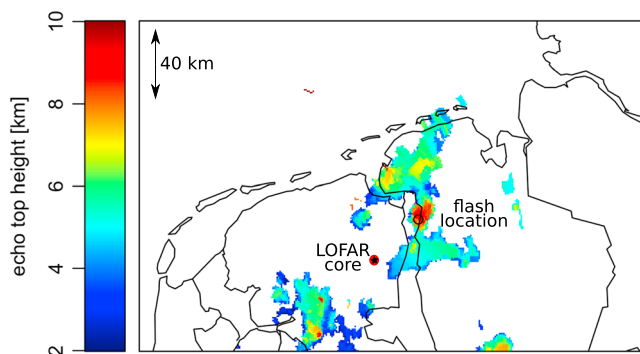 echo top height [km]
10
8
6
4
2
40 km
flash
location
LOFAR
core